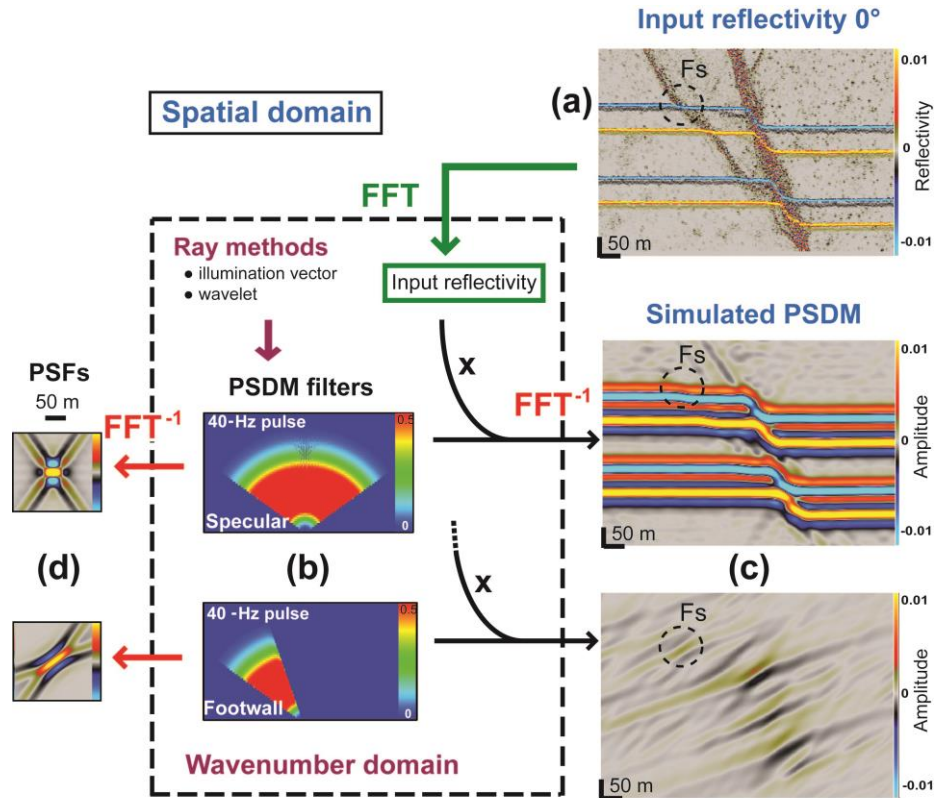 Input reflectivity 0°
0.01
Fs
(a)
Spatial domain
0
Reflectivity
FFT
-0.01
50 m
Ray methods
● illumination vector
● wavelet
Input reflectivity
Simulated PSDM
0.01
Fs
x
PSFs
50 m
PSDM filters
FFT⁻¹
FFT⁻¹
40-Hz pulse
0.5
0
Amplitude
Specular
0
-0.01
50 m
(d)
(b)
(c)
x
0.01
Fs
40 -Hz pulse
0.5
0
Amplitude
Footwall
0
-0.01
50 m
Wavenumber domain